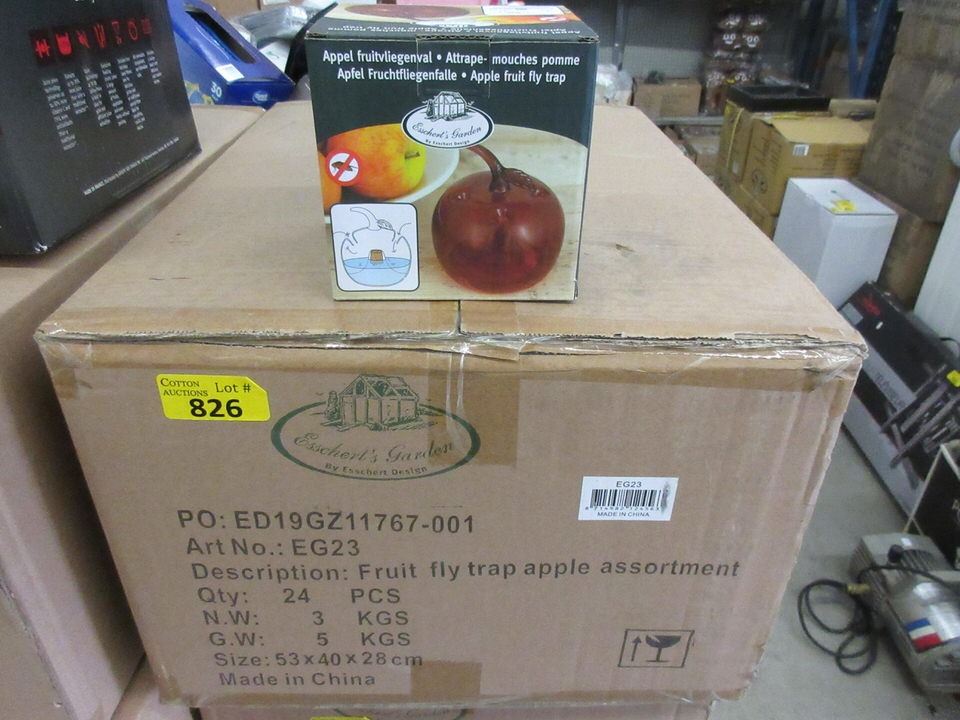 Appel fruitvliegenval • Attrape- mouches pomme
Apfel Fruchtfliegenfalle • Apple fruit fly trap
Esschert's Garden
By Esschert Design
30
COTTON
AUCTIONS
Lot #
826
Esschert's Garden
By Esschert Design
EG23
MADE IN CHINA
PO: ED19GZ11767-001
Art No.: EG23
Description: Fruit fly trap apple assortment
Qty: 24 PCS
N.W: 3 KGS
G.W: 5 KGS
Size: 53x40x28cm
Made in China